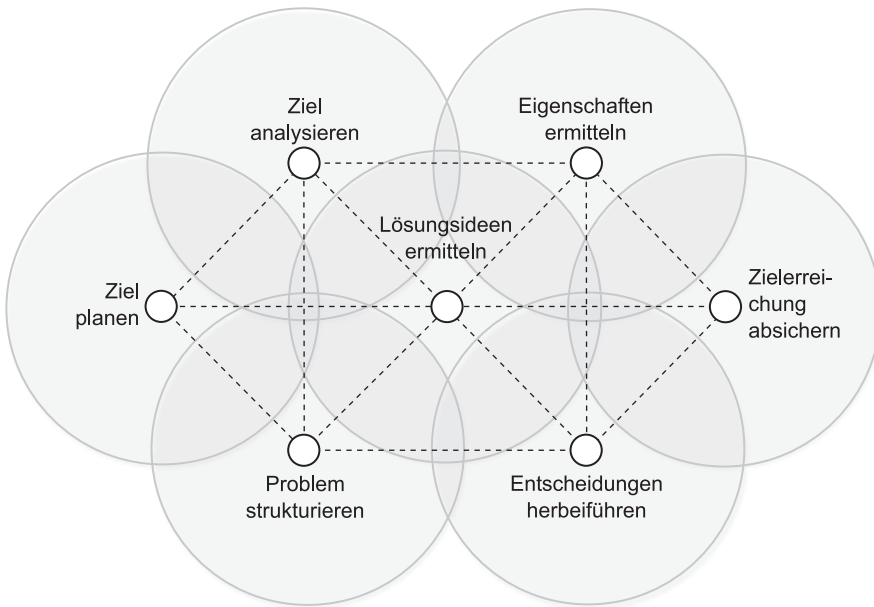 Ziel
analysieren
Eigenschaften
ermitteln
Lösungsideen
ermitteln
Ziel
planen
Zielerrei-
chung
absichern
Problem
strukturieren
Entscheidungen
herbeiführen